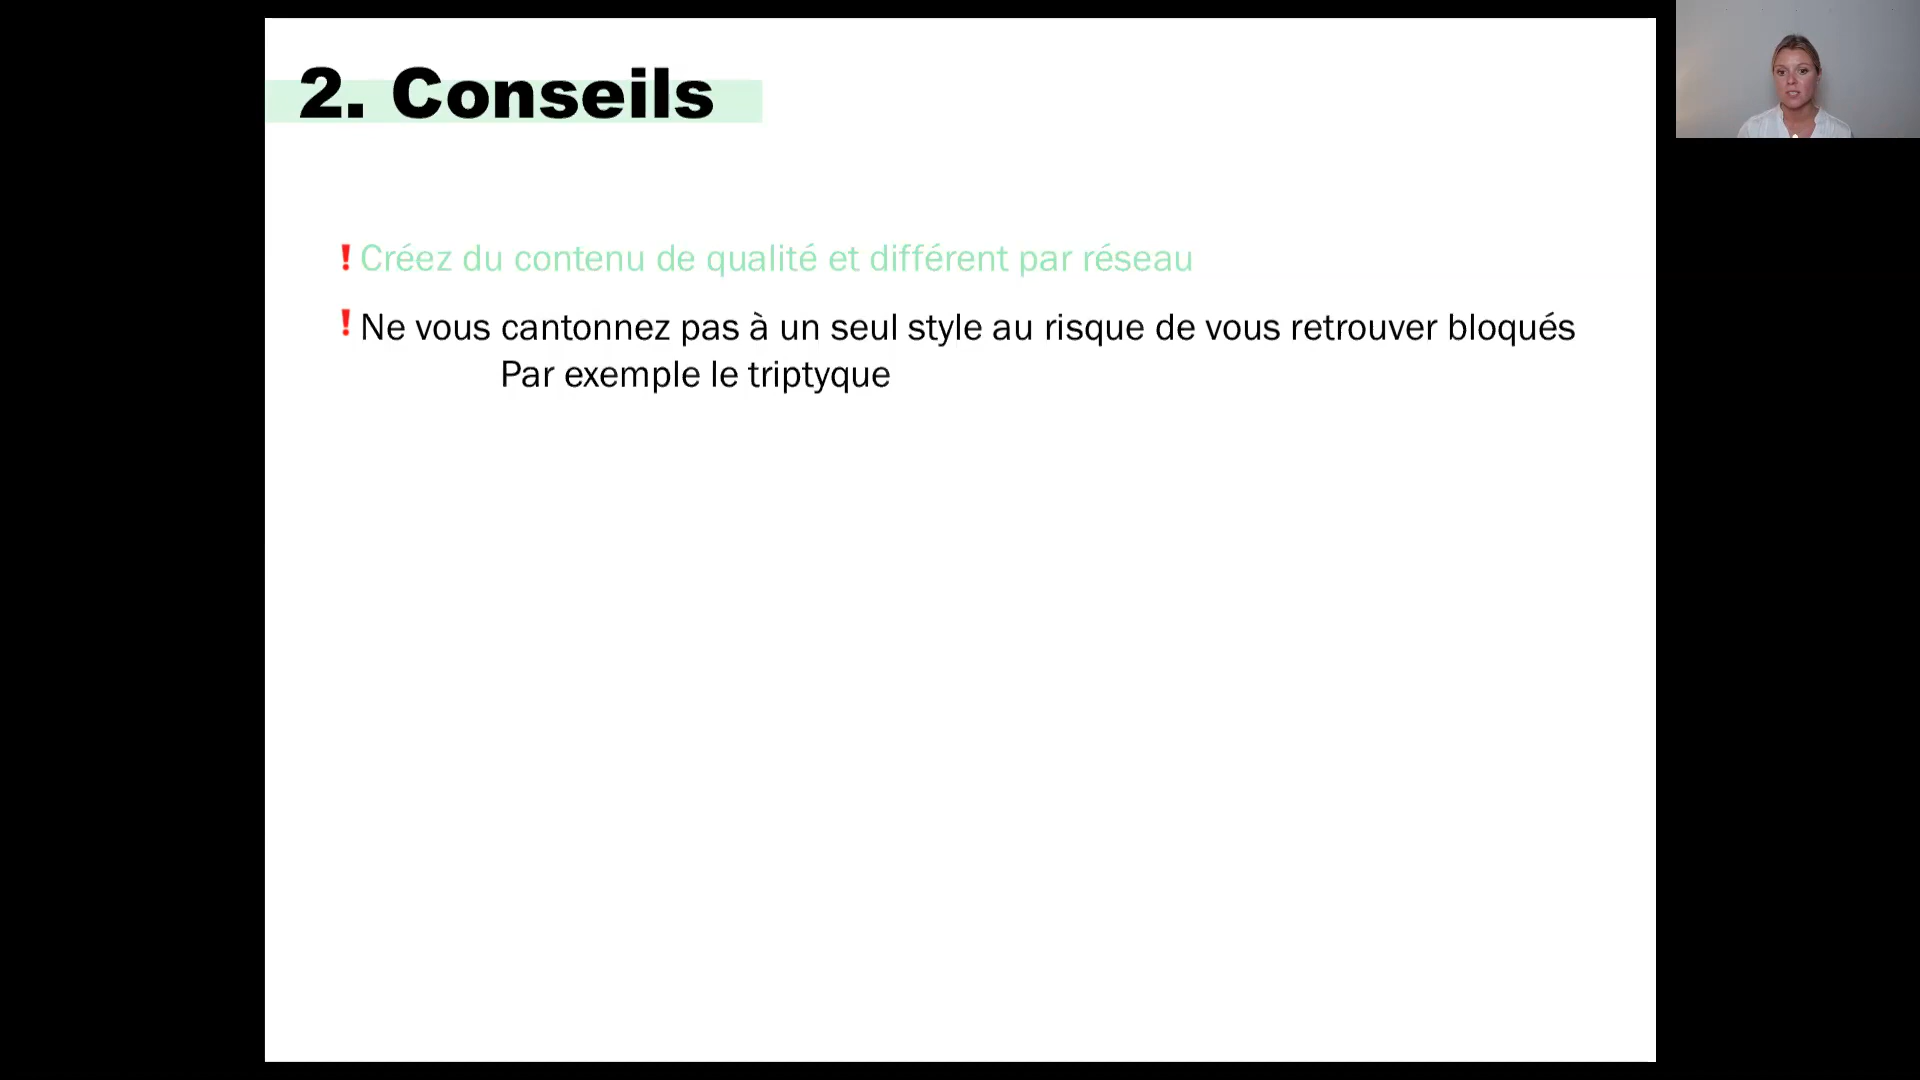 2. Conseils
! Créez du contenu de qualité et différent par réseau
! Ne vous cantonnez pas à un seul style au risque de vous retrouver bloqués
Par exemple le triptyque